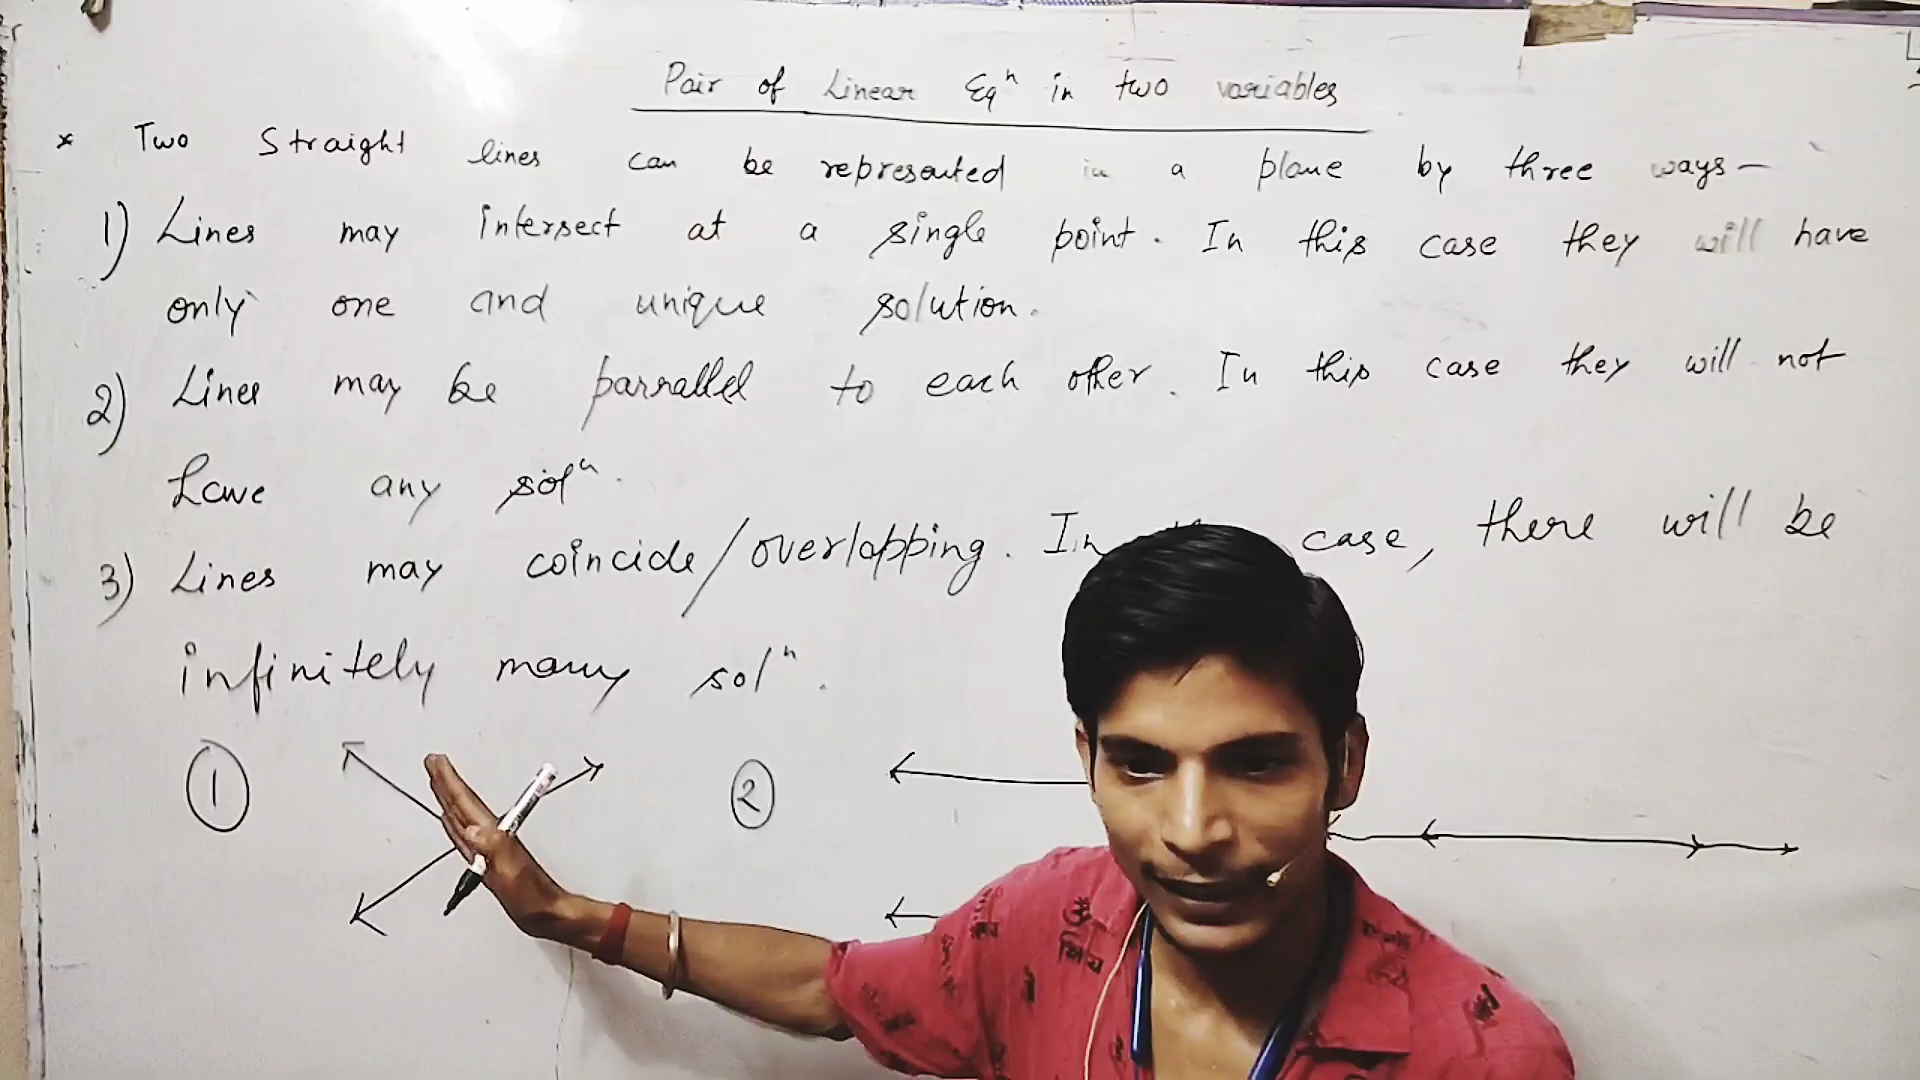 Pair of Linear Eqⁿ in two variables
* Two Straight lines can be represented in a plane by three ways —
1) Lines may intersect at a single point. In this case they will have
only one and unique solution.
2) Lines may be parrallel to each other. In this case they will not
have any solⁿ.
3) Lines may coincide/overlapping. In case, there will be
infinitely many solⁿ.
1 2